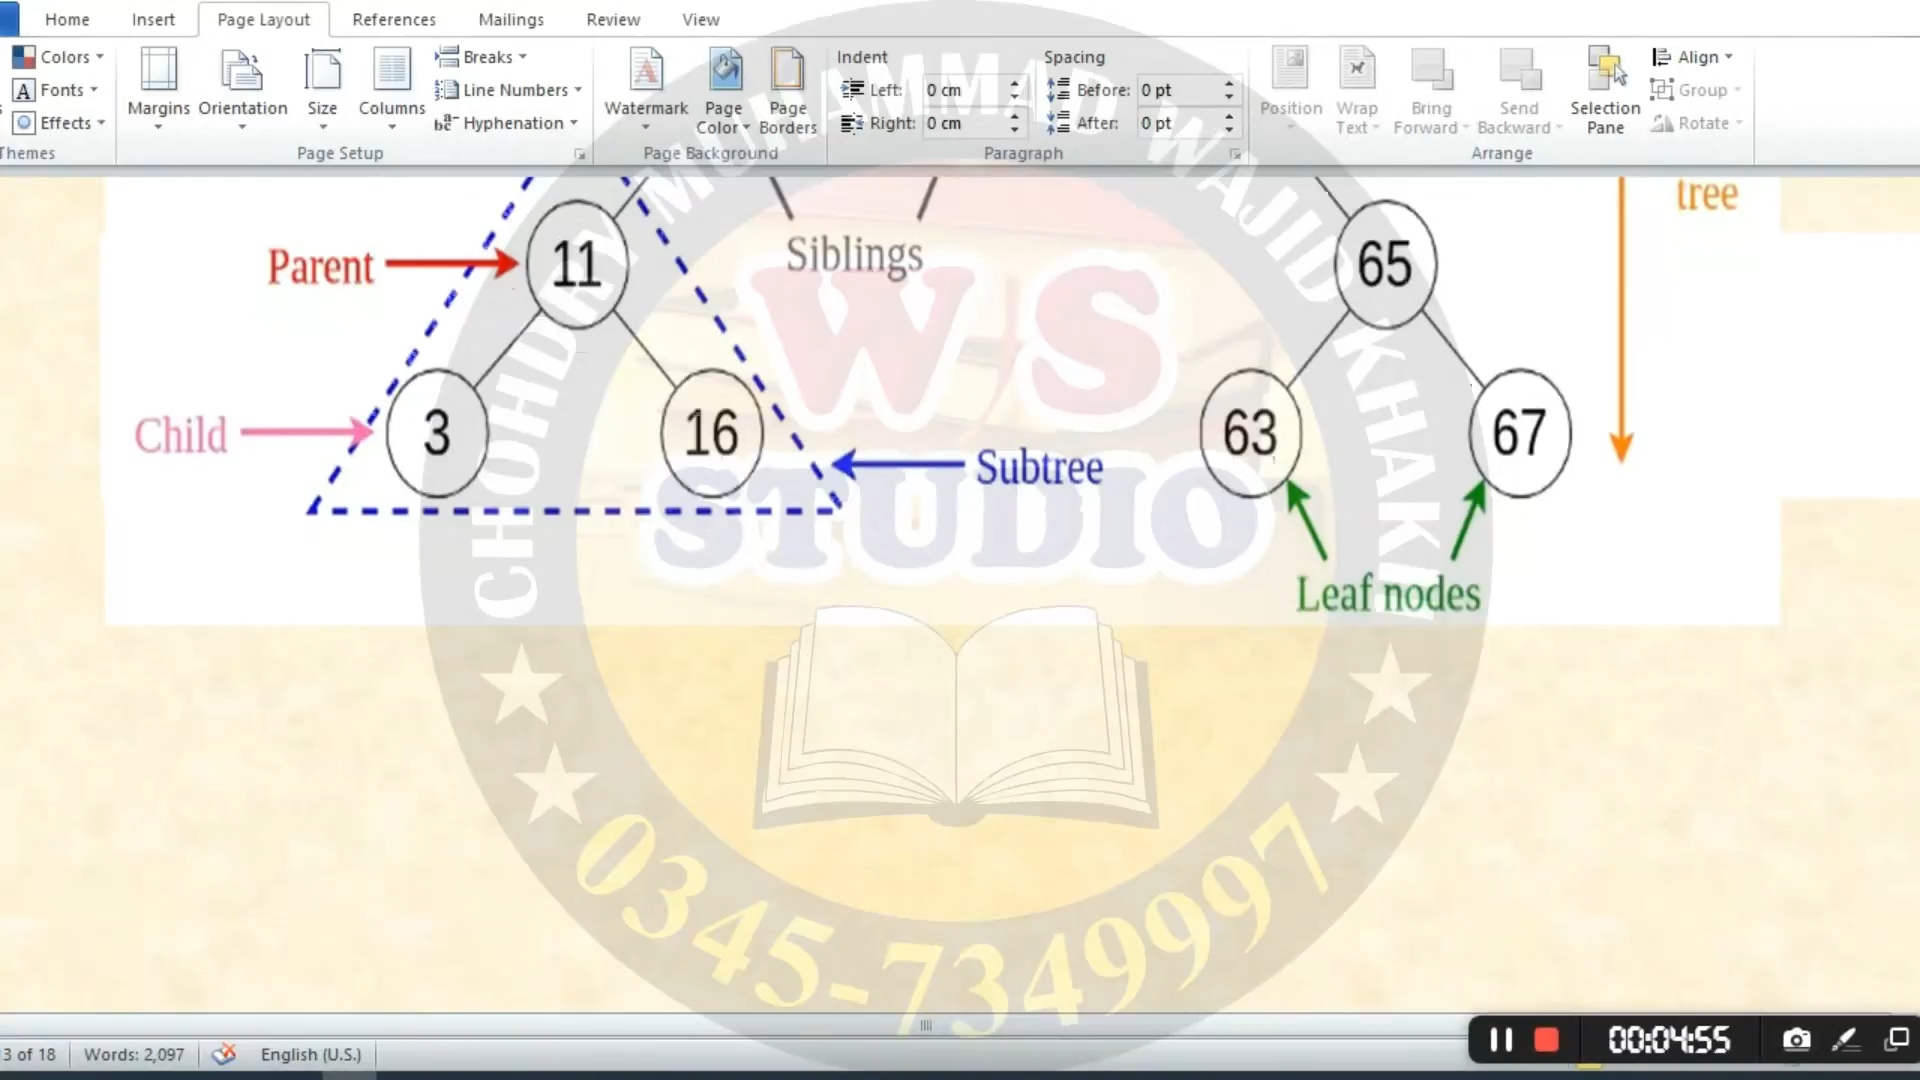 Home Insert Page Layout References Mailings Review View
Colors Breaks Indent Spacing Align
Fonts Line Numbers Left: 0 cm Before: 0 pt Group
Margins Orientation Size Columns Watermark Page Color Page Borders Position Wrap Text Bring Forward Send Backward Selection Pane
Effects Hyphenation Right: 0 cm After: 0 pt Rotate
Themes Page Setup Page Background Paragraph Arrange
CHOHDRY MUHAMMAD WAJID KHAKI
tree
Parent 11 Siblings 65
W S
Child 3 16 63 67
Subtree
STUDIO
Leaf nodes
0345-7349997
3 of 18 Words: 2,097 English (U.S.) 00:04:55